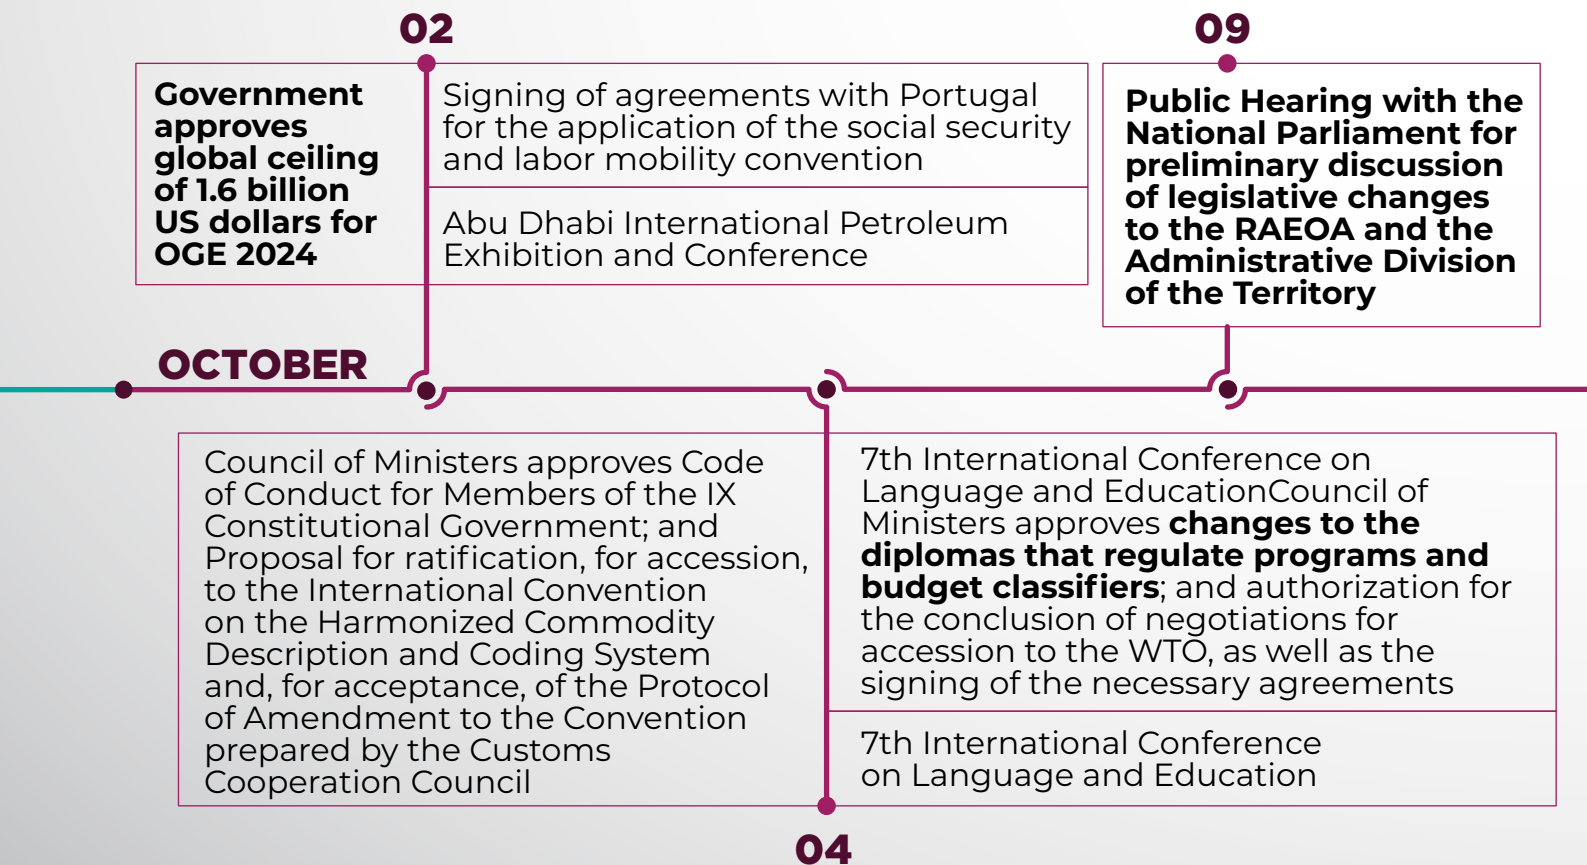 02
Government
approves
global ceiling
of 1.6 billion
US dollars for
OGE 2024
Signing of agreements with Portugal
for the application of the social security
and labor mobility convention
Abu Dhabi International Petroleum
Exhibition and Conference
09
Public Hearing with the
National Parliament for
preliminary discussion
of legislative changes
to the RAEOA and the
Administrative Division
of the Territory
OCTOBER
Council of Ministers approves Code
of Conduct for Members of the IX
Constitutional Government; and
Proposal for ratification, for accession,
to the International Convention
on the Harmonized Commodity
Description and Coding System
and, for acceptance, of the Protocol
of Amendment to the Convention
prepared by the Customs
Cooperation Council
7th International Conference on
Language and EducationCouncil of
Ministers approves changes to the
diplomas that regulate programs and
budget classifiers; and authorization for
the conclusion of negotiations for
accession to the WTO, as well as the
signing of the necessary agreements
7th International Conference
on Language and Education
04